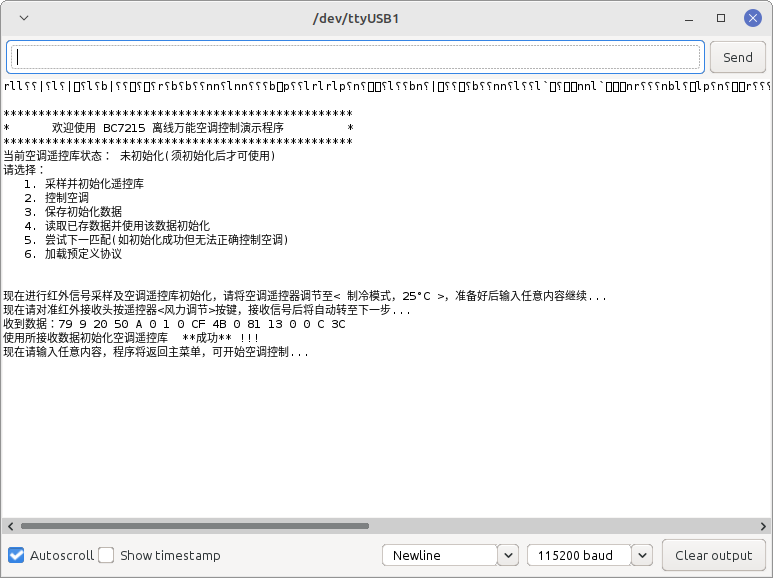 /dev/ttyUSB1
Send
**************************************************
* 欢迎使用 BC7215 离线万能空调控制演示程序 *
**************************************************
当前空调遥控库状态： 未初始化(须初始化后才可使用)
请选择：
1. 采样并初始化遥控库
2. 控制空调
3. 保存初始化数据
4. 读取已存数据并使用该数据初始化
5. 尝试下一匹配(如初始化成功但无法正确控制空调)
6. 加载预定义协议
现在进行红外信号采样及空调遥控库初始化，请将空调遥控器调节至< 制冷模式，25°C >，准备好后输入任意内容继续...
现在请对准红外接收头按遥控器<风力调节>按键，接收信号后将自动转至下一步...
收到数据：79 9 20 50 A 0 1 0 CF 4B 0 81 13 0 0 C 3C
使用所接收数据初始化空调遥控库 **成功** !!!
现在请输入任意内容，程序将返回主菜单，可开始空调控制...
Autoscroll Show timestamp Newline 115200 baud Clear output